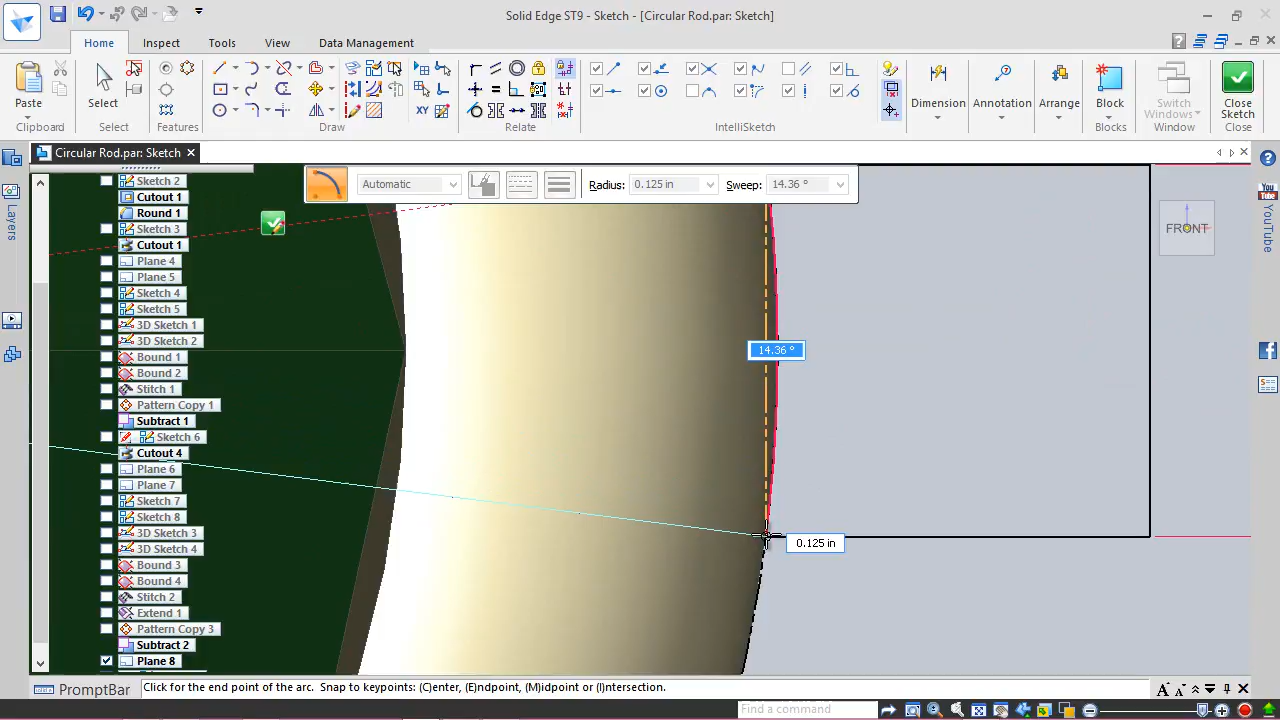 Solid Edge ST9 - Sketch - [Circular Rod.par: Sketch]
Home Inspect Tools View Data Management
Paste Select Dimension Annotation Arrange Block Switch Windows Close Sketch
Clipboard Select Features Draw Relate IntelliSketch Blocks Window Close
Circular Rod.par: Sketch
Automatic Radius: 0.125 in Sweep: 14.36 °
Layers
YouTube
FRONT
Sketch 2
Cutout 1
Round 1
Sketch 3
Cutout 1
Plane 4
Plane 5
Sketch 4
Sketch 5
3D Sketch 1
3D Sketch 2
Bound 1
Bound 2
Stitch 1
Pattern Copy 1
Subtract 1
Sketch 6
Cutout 4
Plane 6
Plane 7
Sketch 7
Sketch 8
3D Sketch 3
3D Sketch 4
Bound 3
Bound 4
Stitch 2
Extend 1
Pattern Copy 3
Subtract 2
Plane 8
14.36 °
0.125 in
PromptBar Click for the end point of the arc. Snap to keypoints: (C)enter, (E)ndpoint, (M)idpoint or (I)ntersection.
Find a command